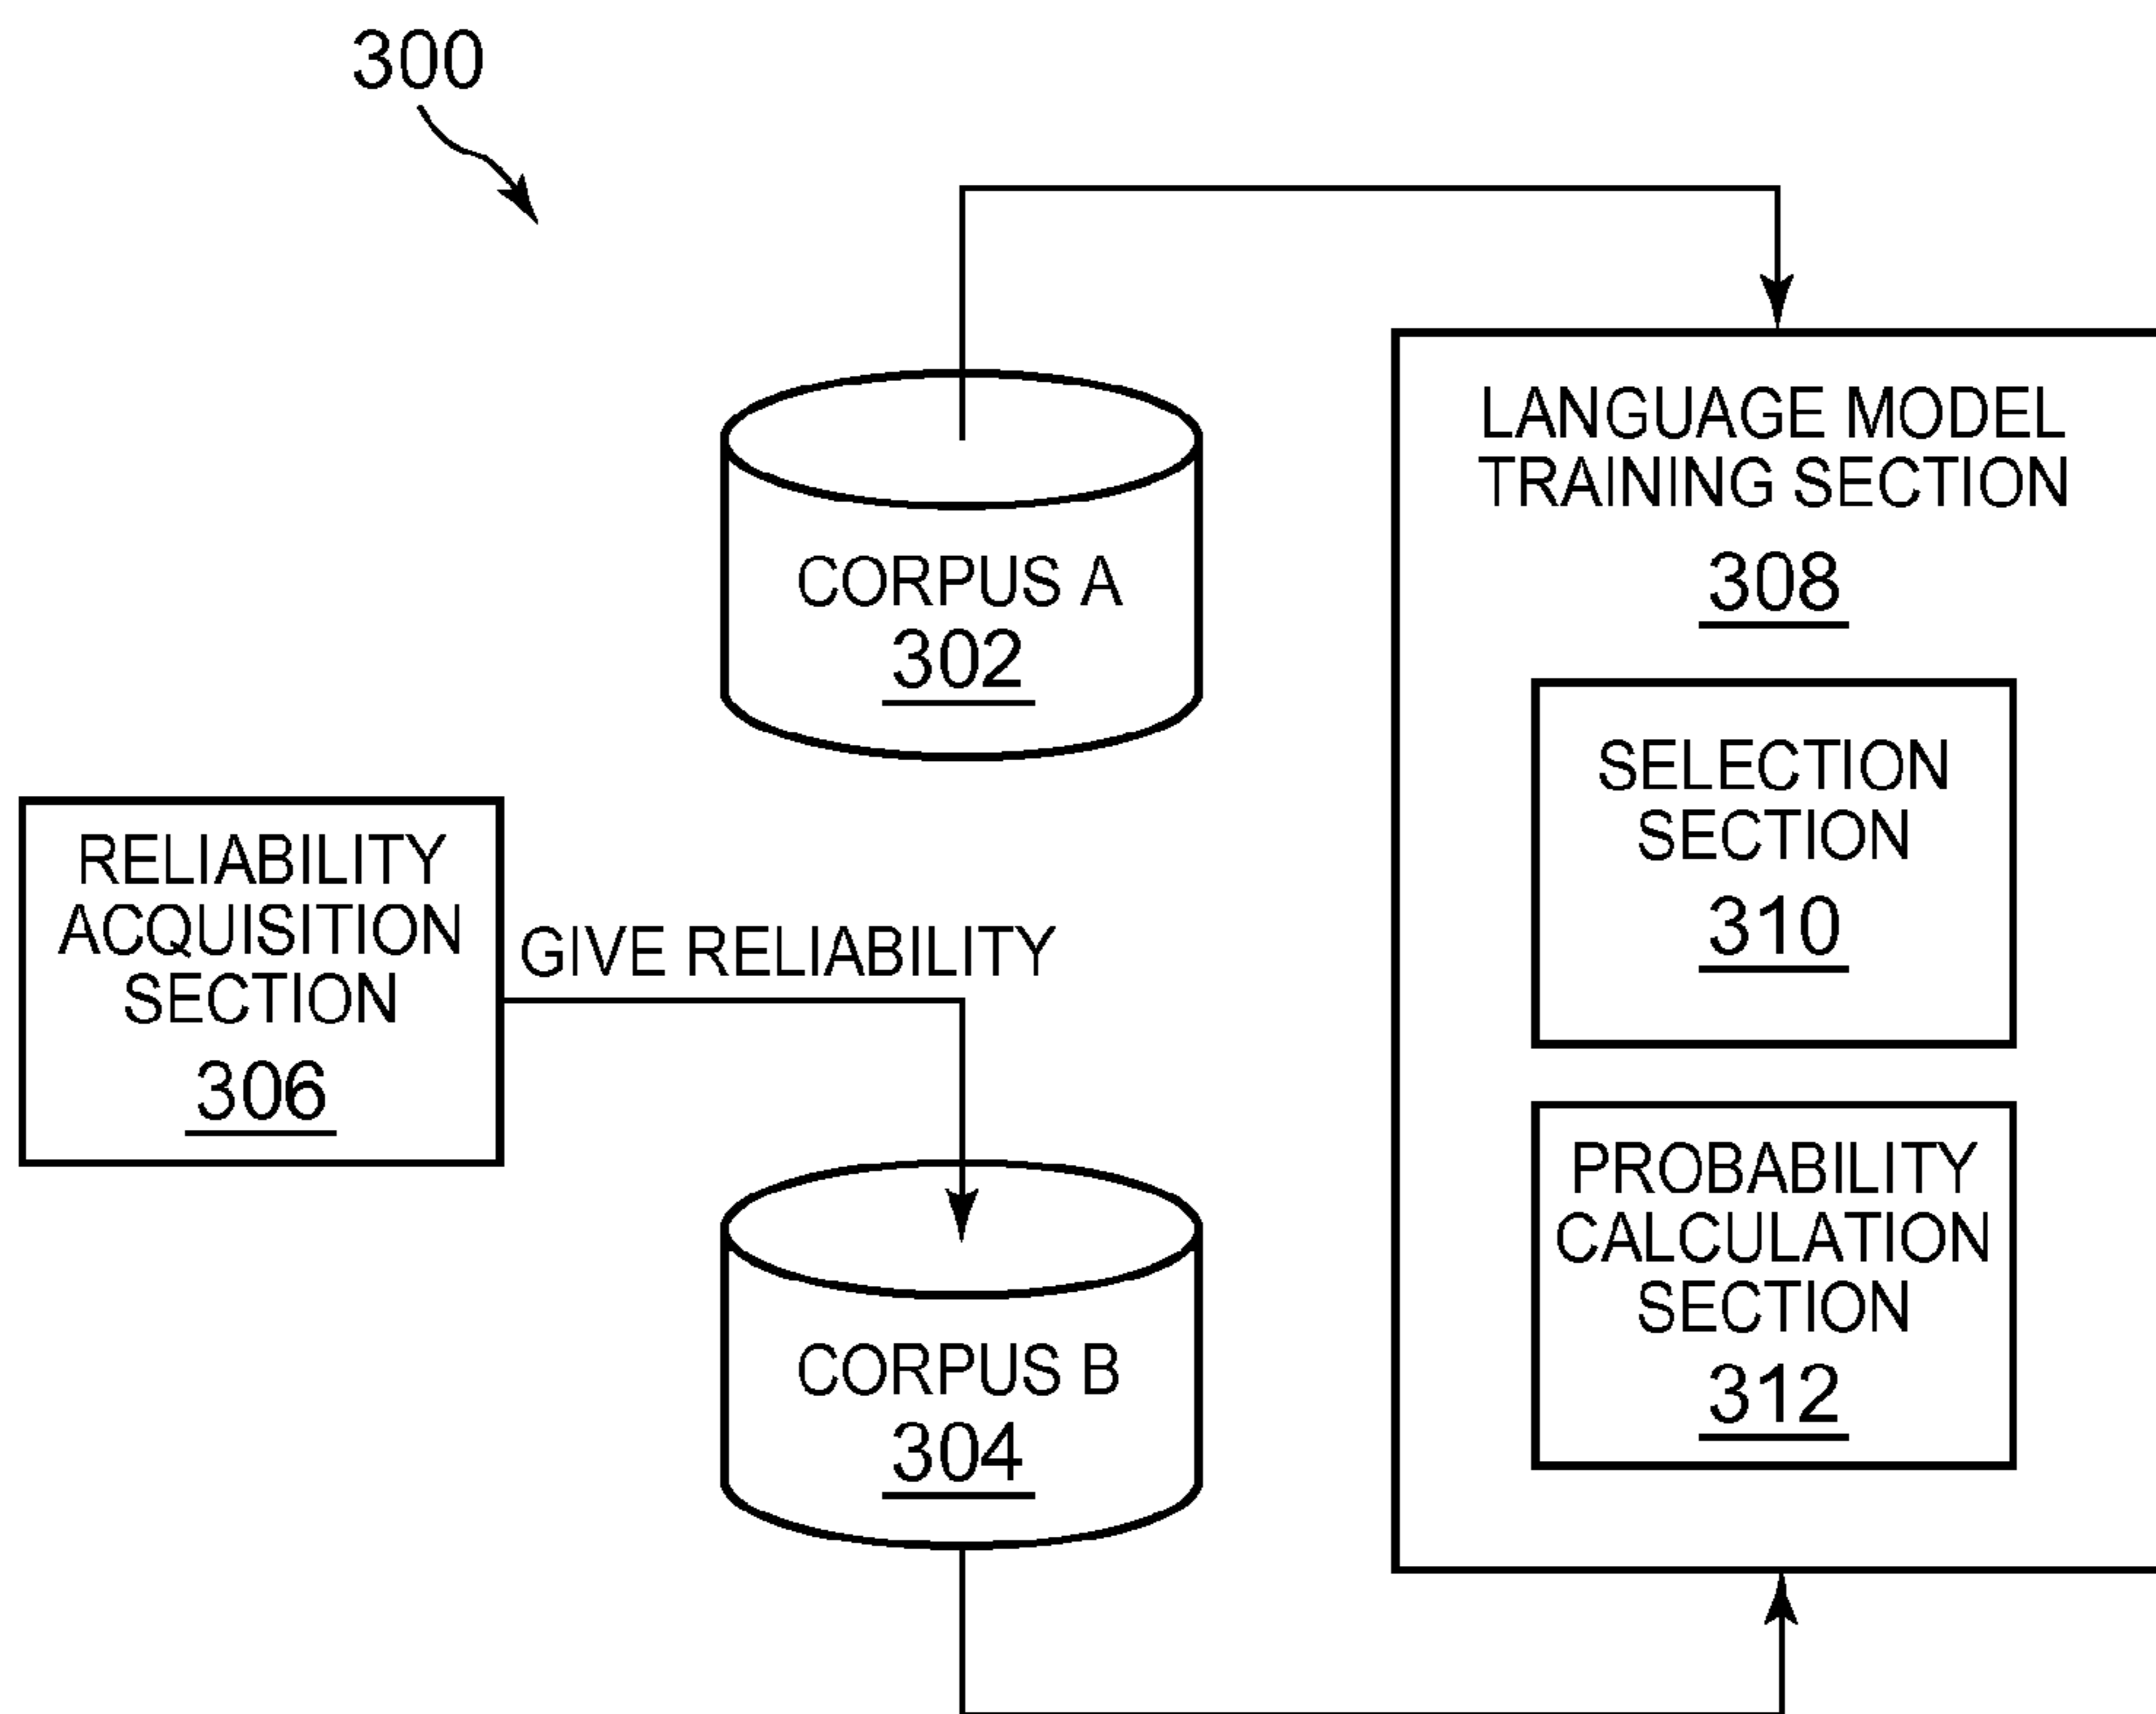 300
CORPUS A
302
RELIABILITY
ACQUISITION
SECTION
306
GIVE RELIABILITY
CORPUS B
304
LANGUAGE MODEL
TRAINING SECTION
308
SELECTION
SECTION
310
PROBABILITY
CALCULATION
SECTION
312